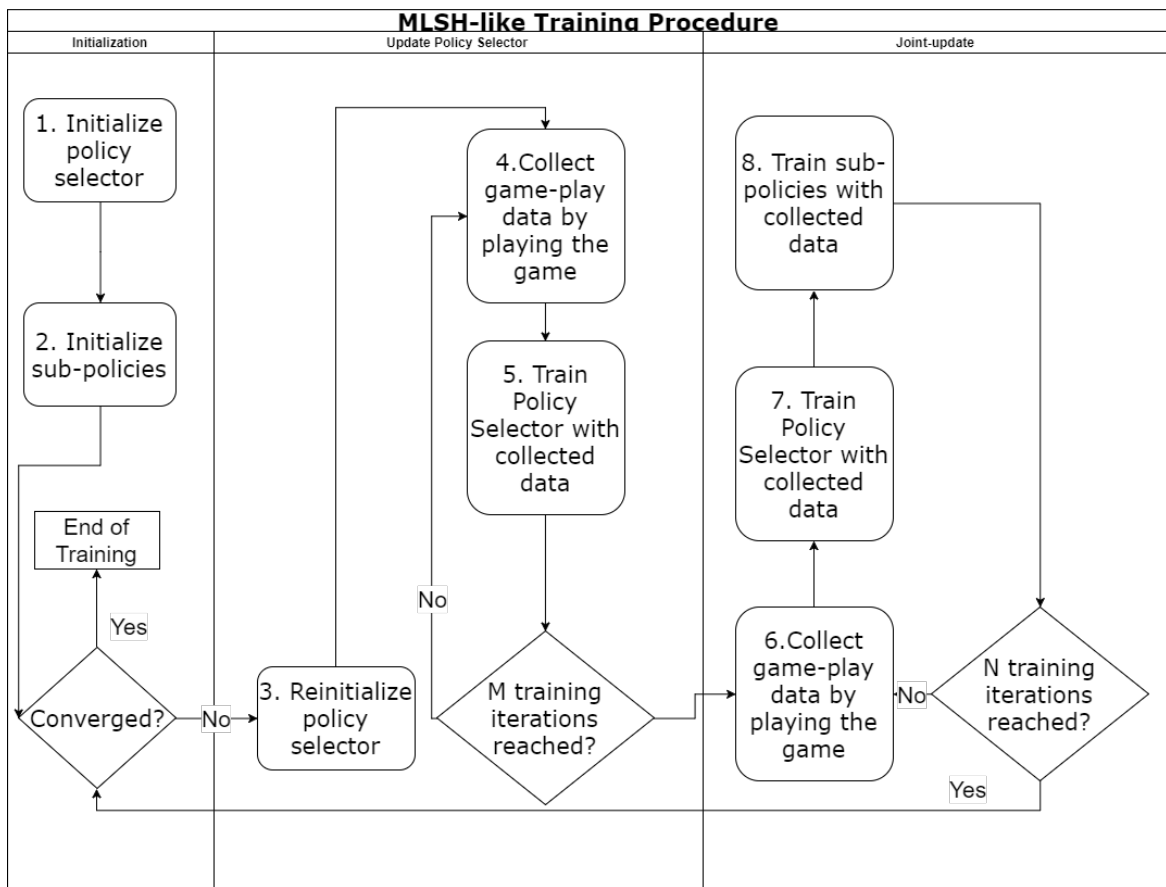 MLSH-like Training Procedure
Initialization
Update Policy Selector
Joint-update
1. Initialize
policy
selector
2. Initialize
sub-policies
End of
Training
Yes
Converged?
No
3. Reinitialize
policy
selector
4.Collect
game-play
data by
playing the
game
5. Train
Policy
Selector with
collected
data
No
M training
iterations
reached?
6.Collect
game-play
data by
playing the
game
7. Train
Policy
Selector with
collected
data
8. Train sub-
policies with
collected
data
No
N training
iterations
reached?
Yes